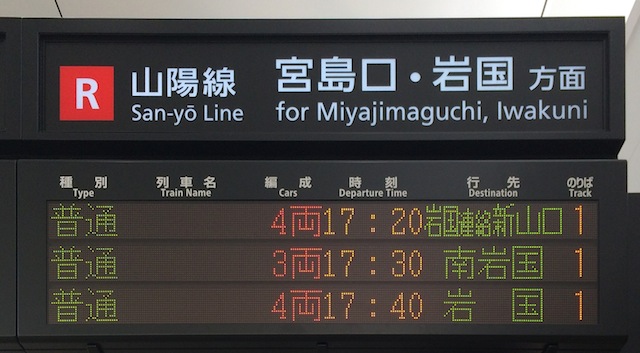 R 山陽線 宮島口・岩国 方面
San-yō Line for Miyajimaguchi, Iwakuni
種別 列車名 編成 時刻 行先 のりば
Type Train Name Cars Departure Time Destination Track
普通 4両 17:20 岩国連絡新山口 1
普通 3両 17:30 南岩国 1
普通 4両 17:40 岩国 1